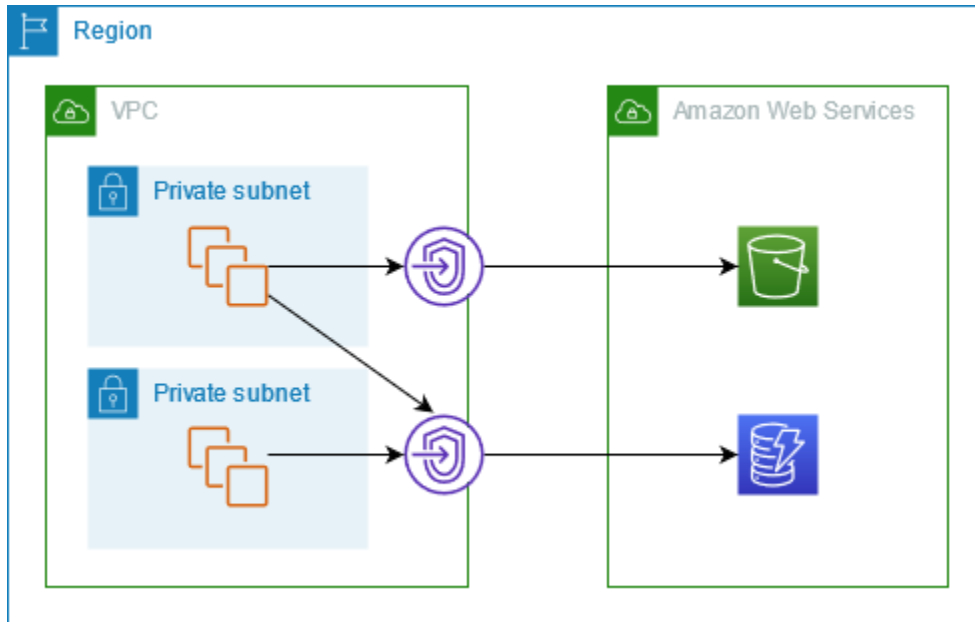 Region
VPC
Amazon Web Services
Private subnet
Private subnet